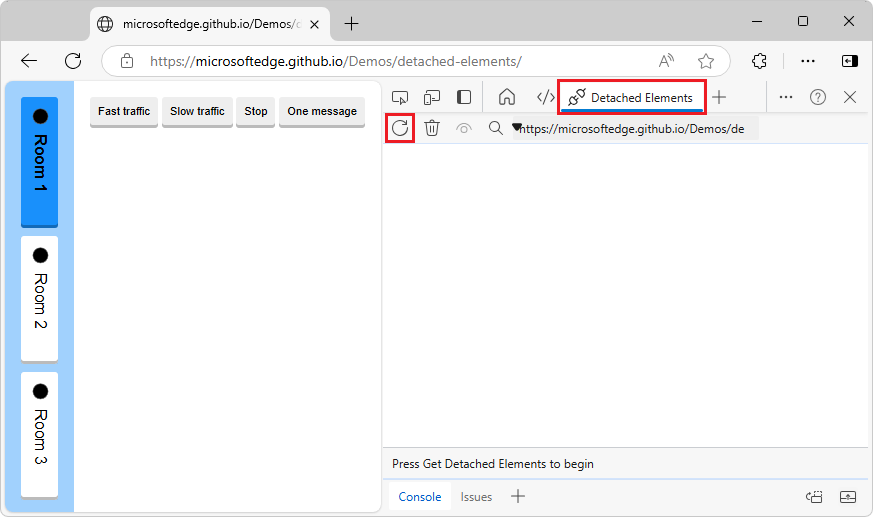 microsoftedge.github.io/Demos/c
https://microsoftedge.github.io/Demos/detached-elements/
Room 1
Room 2
Room 3
Fast traffic
Slow traffic
Stop
One message
Detached Elements
https://microsoftedge.github.io/Demos/de
Press Get Detached Elements to begin
Console
Issues